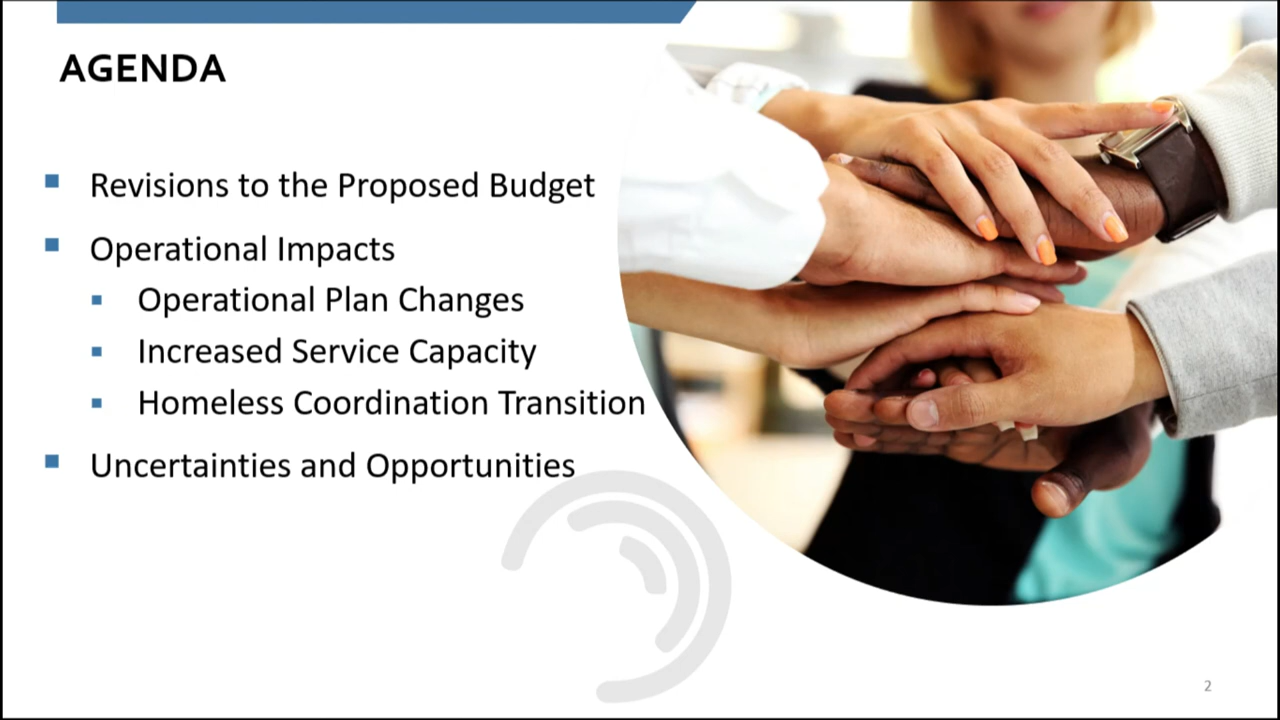 AGENDA
Revisions to the Proposed Budget
Operational Impacts
Operational Plan Changes
Increased Service Capacity
Homeless Coordination Transition
Uncertainties and Opportunities
2